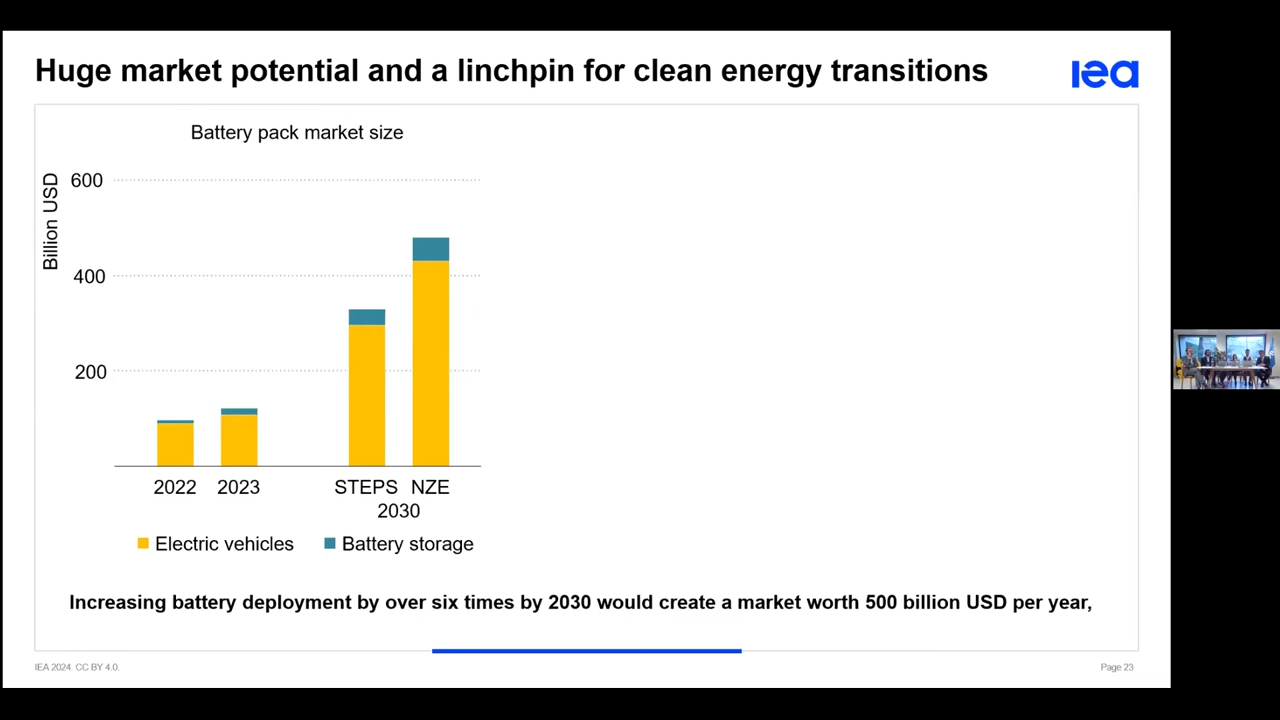 Huge market potential and a linchpin for clean energy transitions
iea
Battery pack market size
Billion USD
600
400
200
2022 2023 STEPS NZE
2030
Electric vehicles Battery storage
Increasing battery deployment by over six times by 2030 would create a market worth 500 billion USD per year,
IEA 2024. CC BY 4.0. Page 23